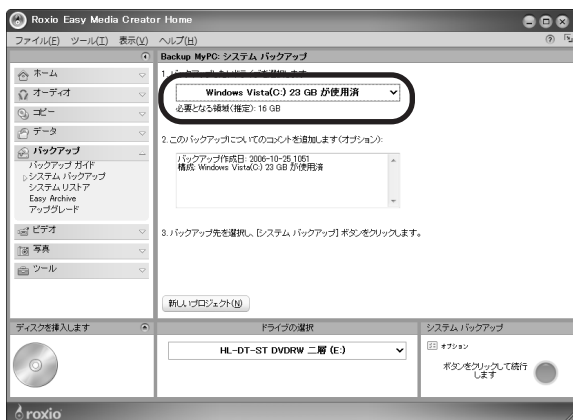 Roxio Easy Media Creator Home
ファイル(F) ツール(T) 表示(V) ヘルプ(H)
Backup MyPC: システム バックアップ
ホーム
オーディオ
コピー
データ
バックアップ
バックアップ ガイド
システム バックアップ
システム リストア
Easy Archive
アップグレード
ビデオ
写真
ツール
Windows Vista(C:) 23 GB が使用済
必要となる領域(推定): 16 GB
2. このバックアップについてのコメントを追加します(オプション):
バックアップ作成日: 2006-10-25 1051
構成: Windows Vista(C:) 23 GB が使用済
3. バックアップ先を選択し、[システム バックアップ] ボタンをクリックします。
新しいプロジェクト(N)
ディスクを挿入します
ドライブの選択
HL-DT-ST DVDRW 二層 (E:)
システム バックアップ
オプション
ボタンをクリックして続行
します
roxio